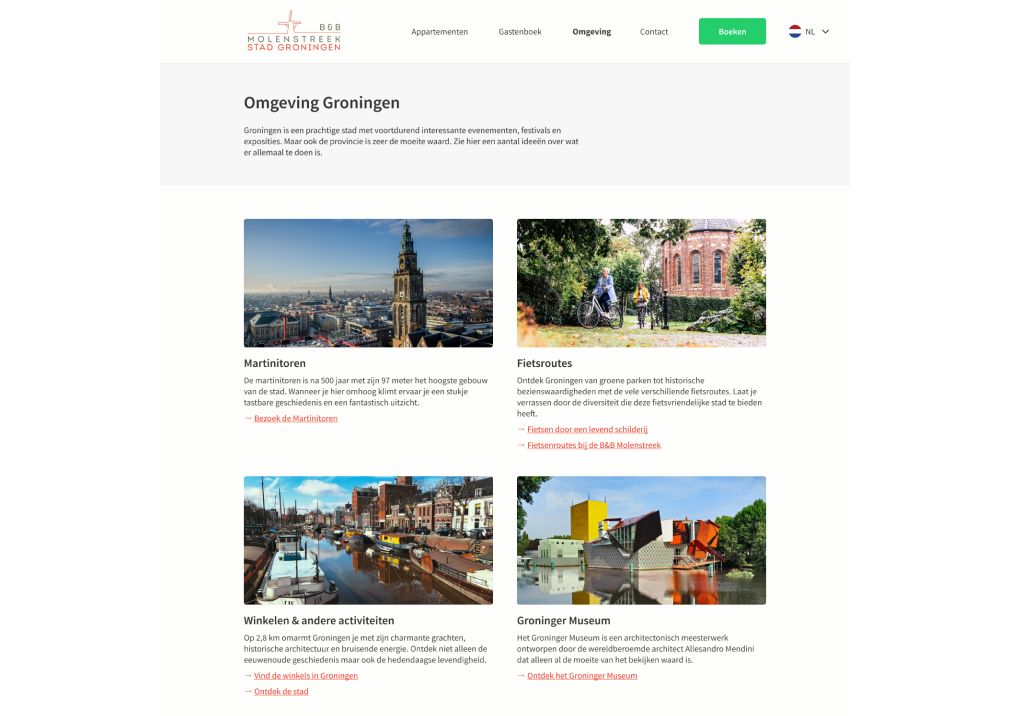 B&B
MOLENSTREEK
STAD GRONINGEN
Appartementen
Gastenboek
Omgeving
Contact
Boeken
NL
Omgeving Groningen
Groningen is een prachtige stad met voortdurend interessante evenementen, festivals en
exposities. Maar ook de provincie is zeer de moeite waard. Zie hier een aantal ideeën over wat
er allemaal te doen is.
Martinitoren
De martinitoren is na 500 jaar met zijn 97 meter het hoogste gebouw
van de stad. Wanneer je hier omhoog klimt ervaar je een stukje
tastbare geschiedenis en een fantastisch uitzicht.
→ Bezoek de Martinitoren
Fietsroutes
Ontdek Groningen van groene parken tot historische
bezienswaardigheden met de vele verschillende fietsroutes. Laat je
verrassen door de diversiteit die deze fietsvriendelijke stad te bieden
heeft.
→ Fietsen door een levend schilderij
→ Fietsenroutes bij de B&B Molenstreek
Winkelen & andere activiteiten
Op 2,8 km omarmt Groningen je met zijn charmante grachten,
historische architectuur en bruisende energie. Ontdek niet alleen de
eeuwenoude geschiedenis maar ook de hedendaagse levendigheid.
→ Vind de winkels in Groningen
→ Ontdek de stad
Groninger Museum
Het Groninger Museum is een architectonisch meesterwerk
ontworpen door de wereldberoemde architect Allesandro Mendini
dat alleen al de moeite van het bekijken waard is.
→ Ontdek het Groninger Museum